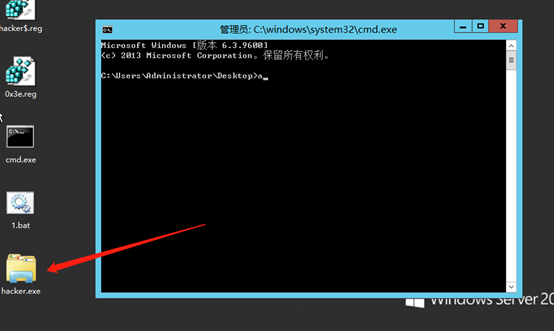 hacker$.reg
0x3e.reg
cmd.exe
1.bat
hacker.exe
管理员: C:\windows\system32\cmd.exe
Microsoft Windows [版本 6.3.9600]
(c) 2013 Microsoft Corporation。保留所有权利。
C:\Users\Administrator\Desktop>a_
Windows Server 20